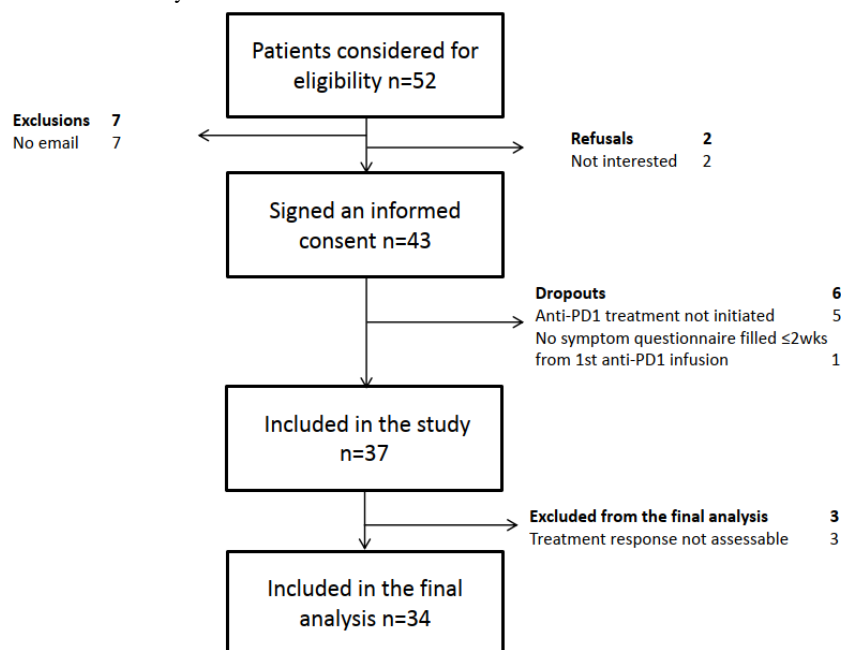 Patients considered for
eligibility n=52
Exclusions 7
No email 7
Refusals 2
Not interested 2
Signed an informed
consent n=43
Dropouts 6
Anti-PD1 treatment not initiated 5
No symptom questionnaire filled ≤2wks
from 1st anti-PD1 infusion 1
Included in the study
n=37
Excluded from the final analysis 3
Treatment response not assessable 3
Included in the final
analysis n=34